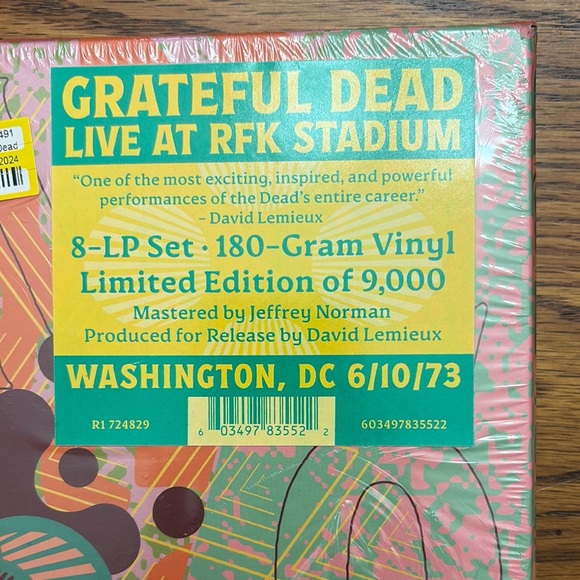 GRATEFUL DEAD
LIVE AT RFK STADIUM
491
Dead
2024
“One of the most exciting, inspired, and powerful
performances of the Dead’s entire career.”
– David Lemieux
8-LP Set · 180-Gram Vinyl
Limited Edition of 9,000
Mastered by Jeffrey Norman
Produced for Release by David Lemieux
WASHINGTON, DC 6/10/73
R1 724829
6 03497 83552 2
603497835522